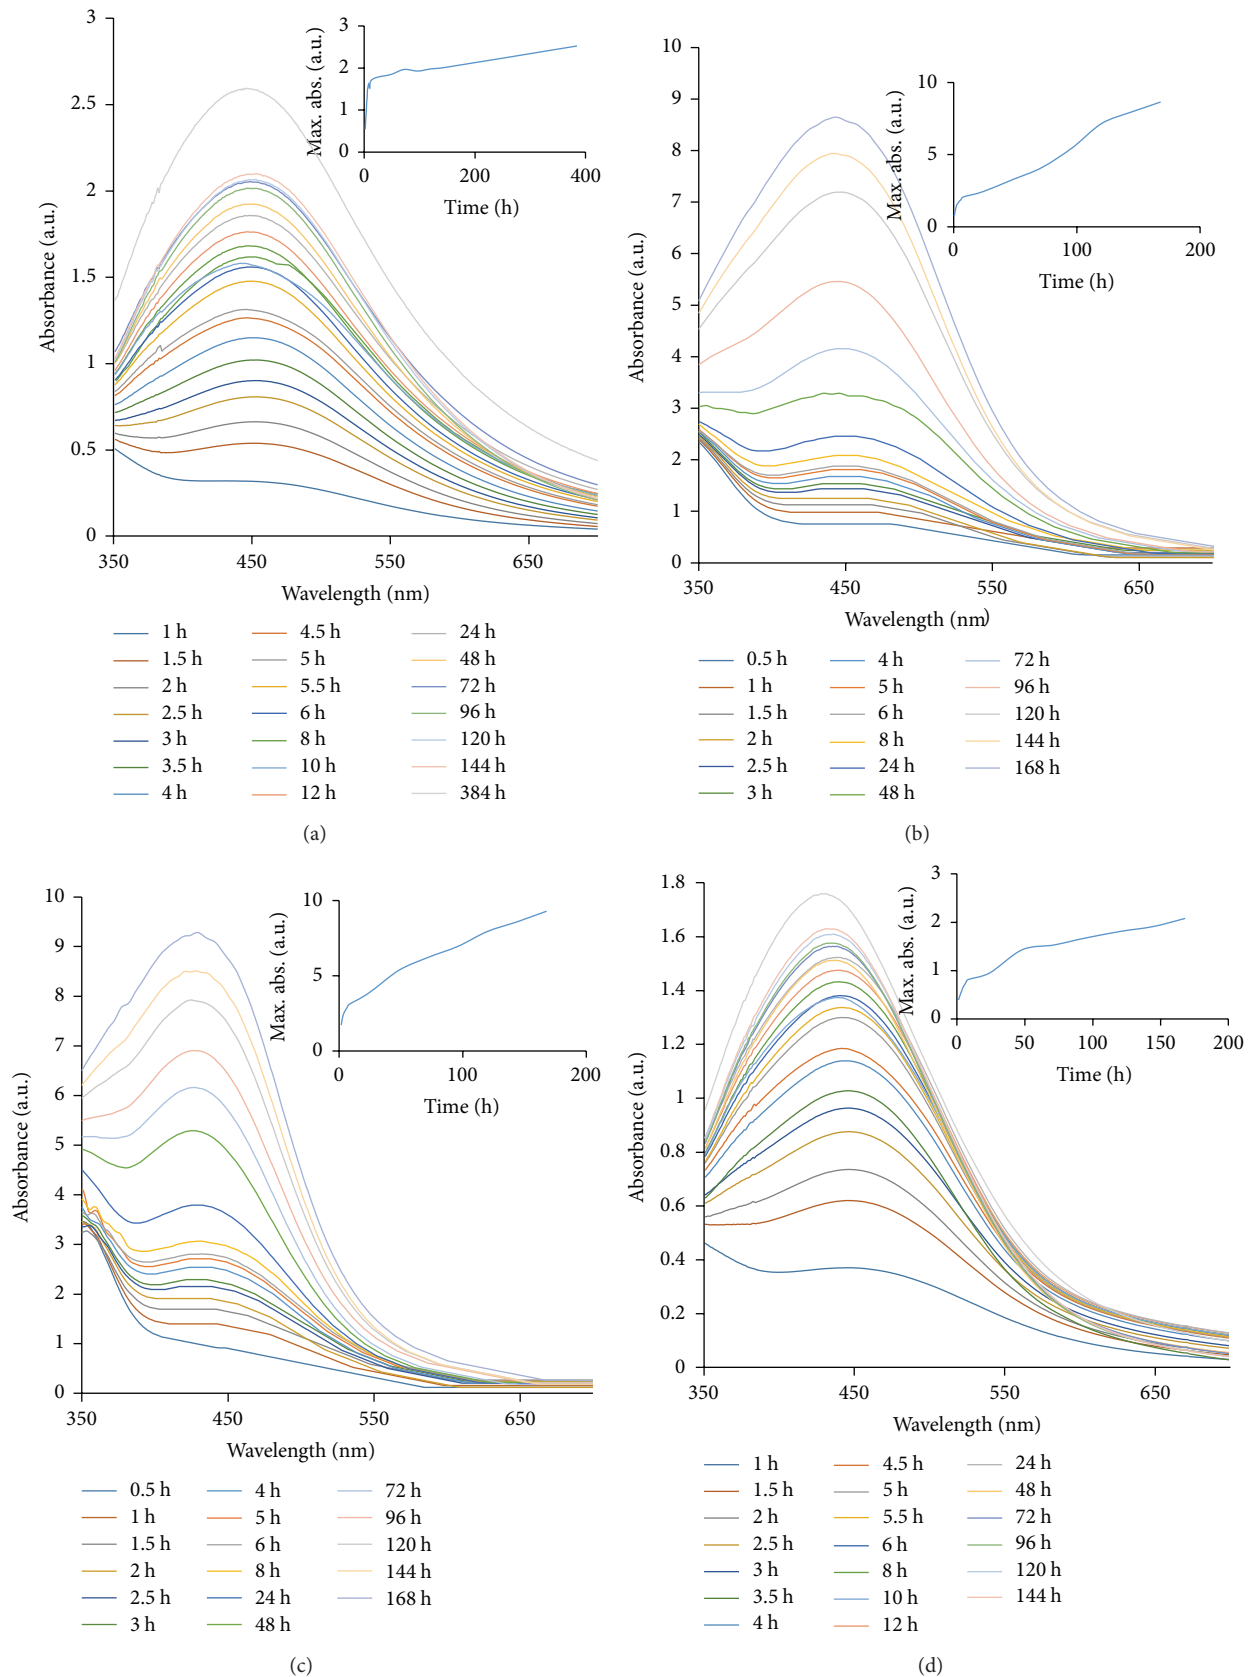 3
2.5
2
1.5
1
0.5
0
350
450
550
650
Absorbance (a.u.)
Wavelength (nm)
3
2
1
0
0
200
400
Max. abs. (a.u.)
Time (h)
1 h
1.5 h
2 h
2.5 h
3 h
3.5 h
4 h
4.5 h
5 h
5.5 h
6 h
8 h
10 h
12 h
24 h
48 h
72 h
96 h
120 h
144 h
384 h
(a)
10
9
8
7
6
5
4
3
2
1
0
350
450
550
650
Absorbance (a.u.)
Wavelength (nm)
10
5
0
0
100
200
Max. abs. (a.u.)
Time (h)
0.5 h
1 h
1.5 h
2 h
2.5 h
3 h
4 h
5 h
6 h
8 h
24 h
48 h
72 h
96 h
120 h
144 h
168 h
(b)
10
9
8
7
6
5
4
3
2
1
0
350
450
550
650
Absorbance (a.u.)
Wavelength (nm)
10
5
0
0
100
200
Max. abs. (a.u.)
Time (h)
0.5 h
1 h
1.5 h
2 h
2.5 h
3 h
4 h
5 h
6 h
8 h
24 h
48 h
72 h
96 h
120 h
144 h
168 h
(c)
1.8
1.6
1.4
1.2
1
0.8
0.6
0.4
0.2
0
350
450
550
650
Absorbance (a.u.)
Wavelength (nm)
3
2
1
0
0
50
100
150
200
Max. abs. (a.u.)
Time (h)
1 h
1.5 h
2 h
2.5 h
3 h
3.5 h
4 h
4.5 h
5 h
5.5 h
6 h
8 h
10 h
12 h
24 h
48 h
72 h
96 h
120 h
144 h
(d)